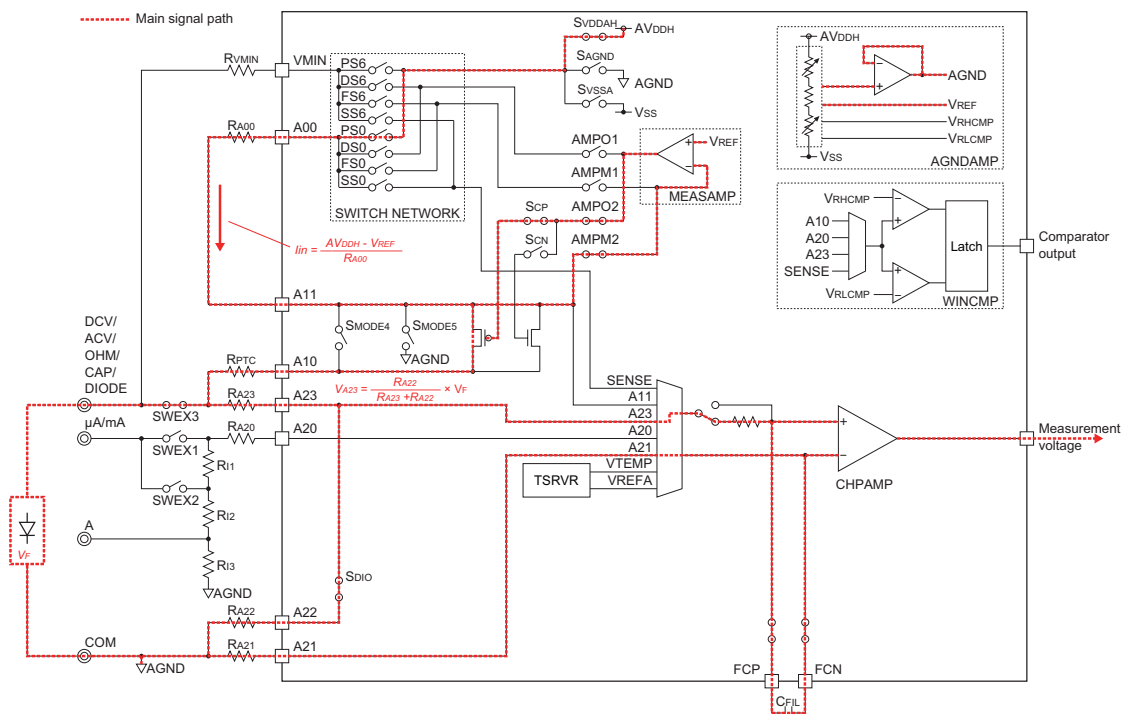 Main signal path
RVMIN
VMIN
PS6
DS6
FS6
SS6
PS0
DS0
FS0
SS0
SWITCH NETWORK
RA00
A00
SVDDAH
AVDDH
SAGND
AGND
SVSSA
VSS
AMPO1
AMPM1
AMPO2
AMPM2
VREF
MEASAMP
SCP
SCN
AVDDH
AGND
VREF
VRHCMP
VRLCMP
VSS
AGNDAMP
VRHCMP
A10
A20
A23
SENSE
VRLCMP
Latch
WINCMP
Comparator
output
Iin = AVDDH - VREF
RA00
A11
SMODE4
SMODE5
AGND
DCV/
ACV/
OHM/
CAP/
DIODE
RPTC
A10
VA23 = RA22 × VF
RA23 +RA22
RA23
A23
SWEX3
µA/mA
SWEX1
RA20
A20
RI1
SWEX2
RI2
A
RI3
AGND
VF
SENSE
A11
A23
A20
A21
VTEMP
VREFA
TSRVR
+
−
CHPAMP
Measurement
voltage
SDIO
RA22
A22
COM
RA21
A21
AGND
FCP
FCN
CFIL